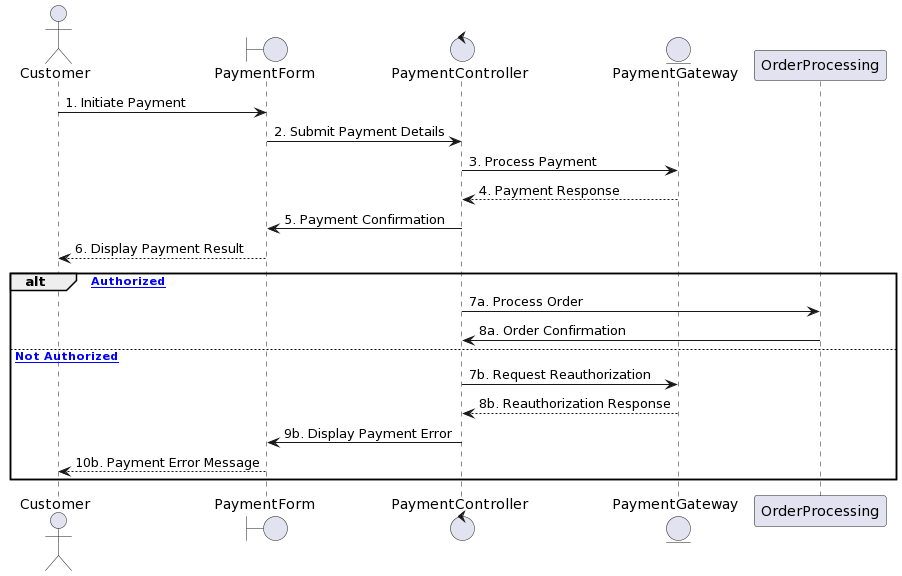 Customer
PaymentForm
PaymentController
PaymentGateway
OrderProcessing
1. Initiate Payment
2. Submit Payment Details
3. Process Payment
4. Payment Response
5. Payment Confirmation
6. Display Payment Result
alt
Authorized
7a. Process Order
8a. Order Confirmation
Not Authorized
7b. Request Reauthorization
8b. Reauthorization Response
9b. Display Payment Error
10b. Payment Error Message
Customer
PaymentForm
PaymentController
PaymentGateway
OrderProcessing